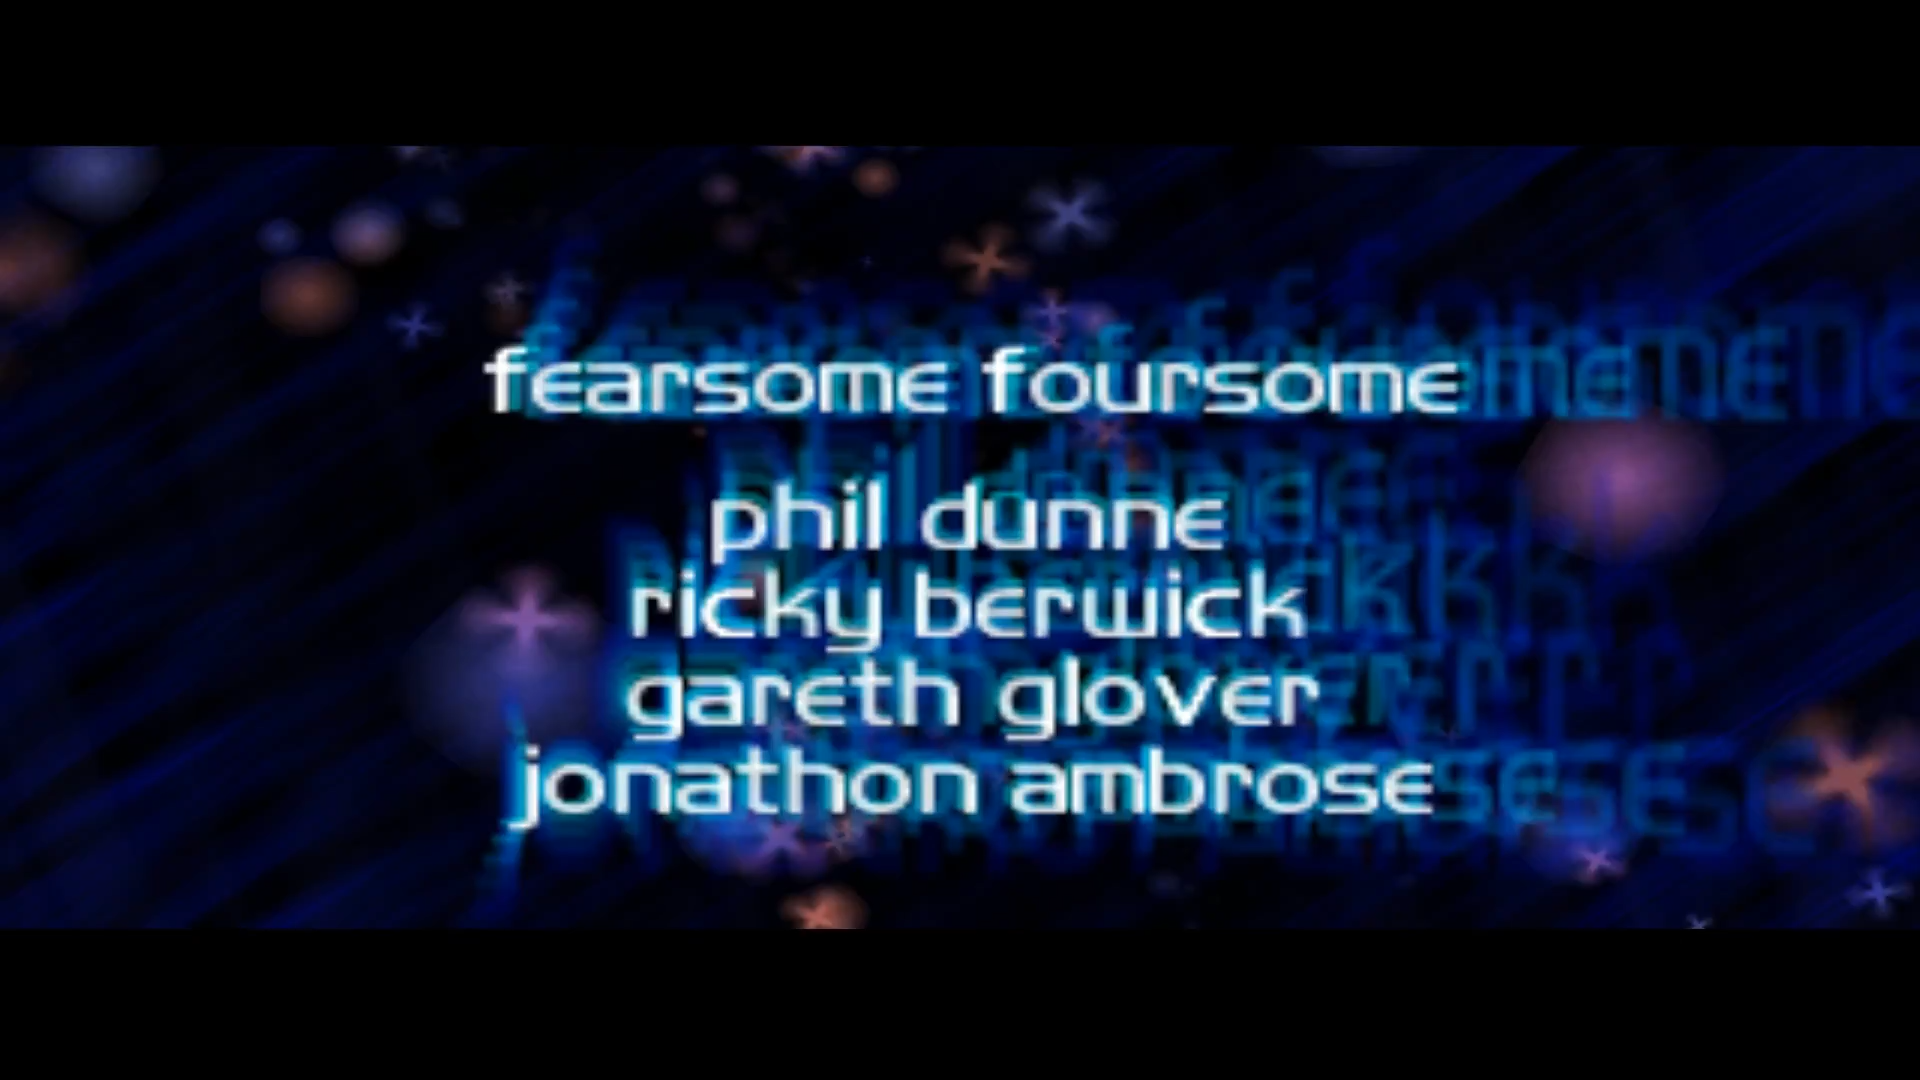 fearsome foursome
phil dunne
ricky berwick
gareth glover
jonathon ambrose